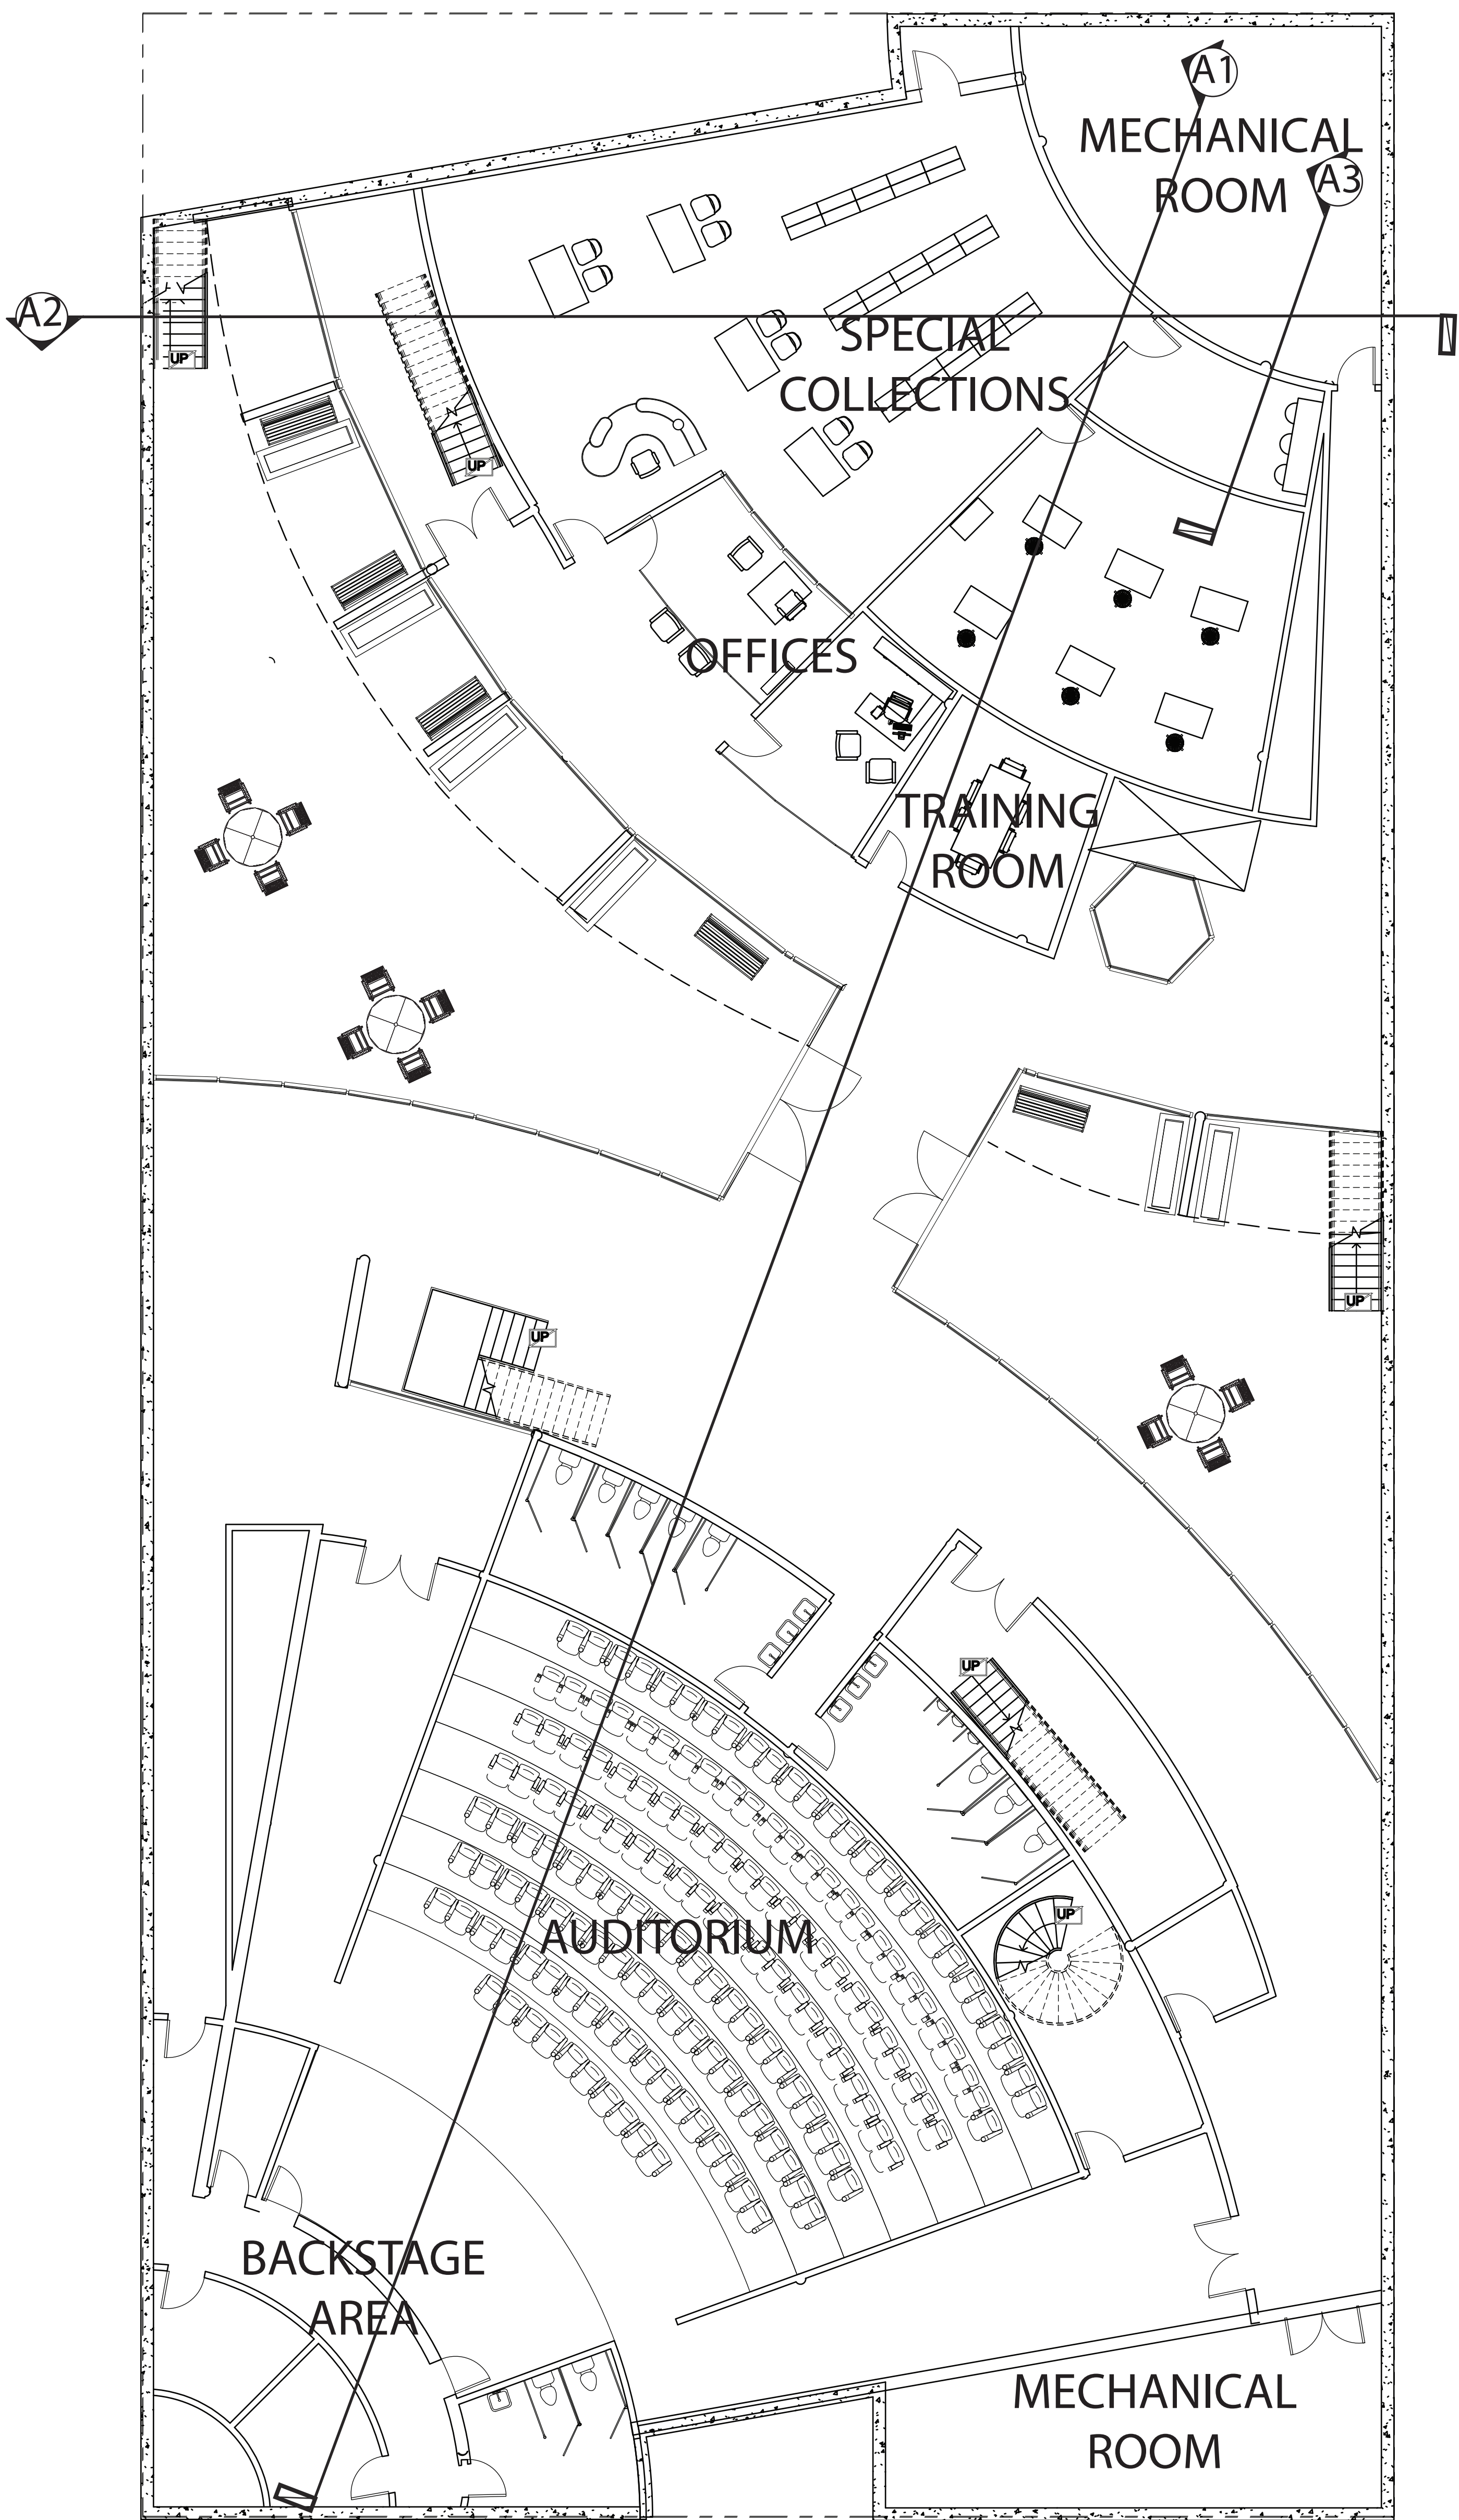 A1
MECHANICAL
ROOM
A3
A2
UP
SPECIAL
COLLECTIONS
UP
OFFICES
TRAINING
ROOM
UP
UP
UP
UP
AUDITORIUM
BACKSTAGE
AREA
MECHANICAL
ROOM